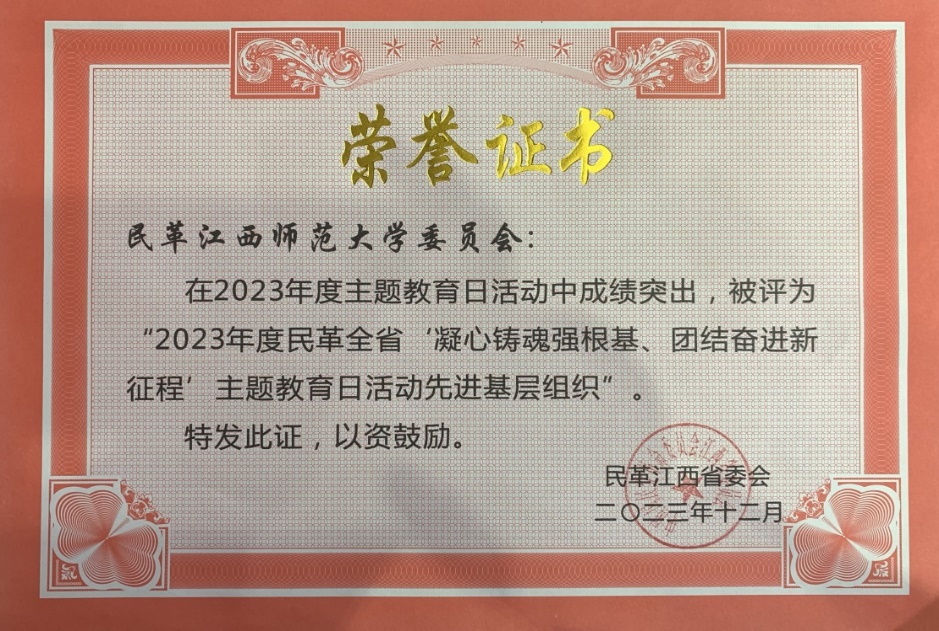 荣誉证书
民革江西师范大学委员会：
在2023年度主题教育日活动中成绩突出，被评为
“2023年度民革全省‘凝心铸魂强根基、团结奋进新
征程’主题教育日活动先进基层组织”。
特发此证，以资鼓励。
民革江西省委会
二〇二三年十二月